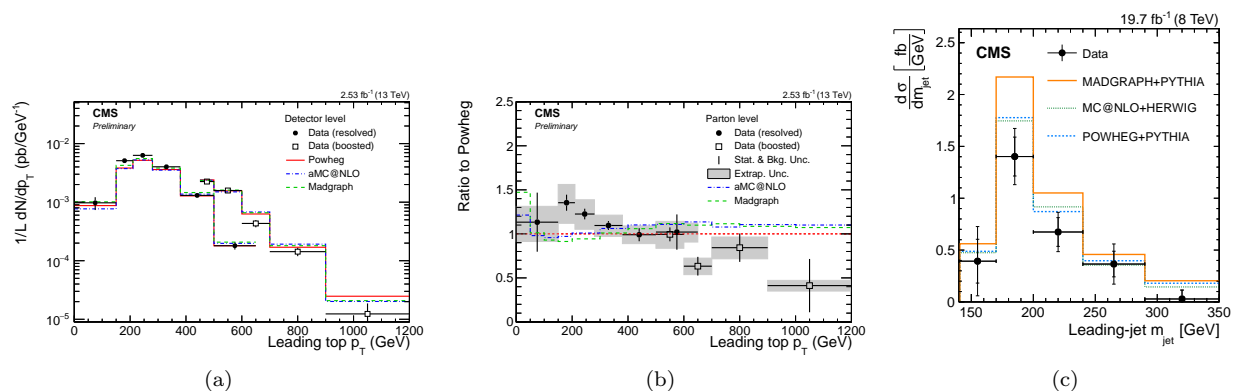 2.53 fb⁻¹ (13 TeV)
CMS
Preliminary
Detector level
Data (resolved)
Data (boosted)
Powheg
aMC@NLO
Madgraph
1/L dN/dp_T (pb/GeV⁻¹)
10⁻²
10⁻³
10⁻⁴
10⁻⁵
0 200 400 600 800 1000 1200
Leading top p_T (GeV)
(a)
2.53 fb⁻¹ (13 TeV)
CMS
Preliminary
Parton level
Data (resolved)
Data (boosted)
Stat. & Bkg. Unc.
Extrap. Unc.
aMC@NLO
Madgraph
Ratio to Powheg
2.5
2.0
1.5
1
0.5
0.0
0 200 400 600 800 1000 1200
Leading top p_T (GeV)
(b)
19.7 fb⁻¹ (8 TeV)
CMS
Data
MADGRAPH+PYTHIA
MC@NLO+HERWIG
POWHEG+PYTHIA
dσ/dm_jet [fb/GeV]
2.5
2
1.5
1
0.5
0
150 200 250 300 350
Leading-jet m_jet [GeV]
(c)